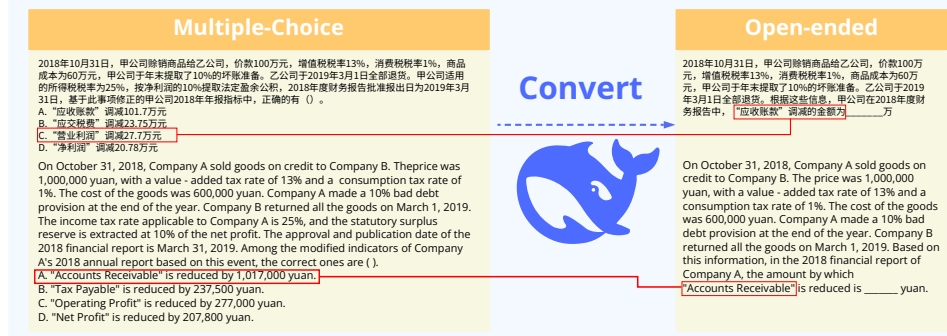 Multiple-Choice
2018年10月31日，甲公司赊销商品给乙公司，价款100万元，增值税税率13%，消费税税率1%，商品
成本为60万元，甲公司于年末提取了10%的坏账准备。乙公司于2019年3月1日全部退货。甲公司适用
的所得税税率为25%，按净利润的10%提取法定盈余公积，2018年度财务报告批准报出日为2019年3月
31日，基于此事项修正的甲公司2018年年报指标中，正确的有（）。
A. “应收账款”调减101.7万元
B. “应交税费”调减23.75万元
C. “营业利润”调减27.7万元
D. “净利润”调减20.78万元
On October 31, 2018, Company A sold goods on credit to Company B. Theprice was
1,000,000 yuan, with a value - added tax rate of 13% and a consumption tax rate of
1%. The cost of the goods was 600,000 yuan. Company A made a 10% bad debt
provision at the end of the year. Company B returned all the goods on March 1, 2019.
The income tax rate applicable to Company A is 25%, and the statutory surplus
reserve is extracted at 10% of the net profit. The approval and publication date of the
2018 financial report is March 31, 2019. Among the modified indicators of Company
A's 2018 annual report based on this event, the correct ones are ( ).
A. "Accounts Receivable" is reduced by 1,017,000 yuan.
B. "Tax Payable" is reduced by 237,500 yuan.
C. "Operating Profit" is reduced by 277,000 yuan.
D. "Net Profit" is reduced by 207,800 yuan.
Convert
Open-ended
2018年10月31日，甲公司赊销商品给乙公司，价款100万
元，增值税税率13%，消费税税率1%，商品成本为60万
元，甲公司于年末提取了10%的坏账准备。乙公司于2019
年3月1日全部退货。根据这些信息，甲公司在2018年度财
务报告中，“应收账款”调减的金额为_______万
On October 31, 2018, Company A sold goods on
credit to Company B. The price was 1,000,000
yuan, with a value - added tax rate of 13% and a
consumption tax rate of 1%. The cost of the goods
was 600,000 yuan. Company A made a 10% bad
debt provision at the end of the year. Company B
returned all the goods on March 1, 2019. Based on
this information, in the 2018 financial report of
Company A, the amount by which
"Accounts Receivable" is reduced is ______ yuan.